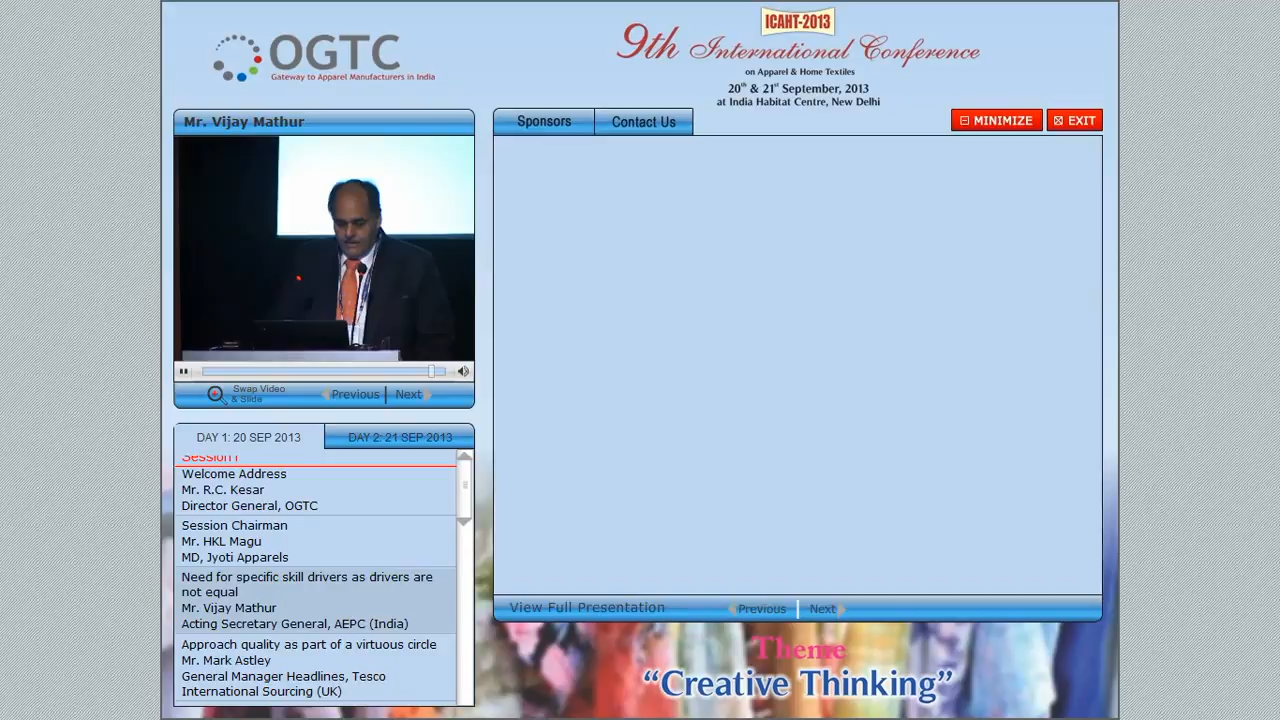 OGTC
Gateway to Apparel Manufacturers in India
ICAHT-2013
9th International Conference
on Apparel & Home Textiles
20th & 21st September, 2013
at India Habitat Centre, New Delhi
Mr. Vijay Mathur
Sponsors
Contact Us
MINIMIZE
EXIT
Swap Video
& Slide
Previous
Next
DAY 1: 20 SEP 2013
DAY 2: 21 SEP 2013
Session I
Welcome Address
Mr. R.C. Kesar
Director General, OGTC
Session Chairman
Mr. HKL Magu
MD, Jyoti Apparels
Need for specific skill drivers as drivers are
not equal
Mr. Vijay Mathur
Acting Secretary General, AEPC (India)
Approach quality as part of a virtuous circle
Mr. Mark Astley
General Manager Headlines, Tesco
International Sourcing (UK)
View Full Presentation
Previous
Next
Theme
“Creative Thinking”